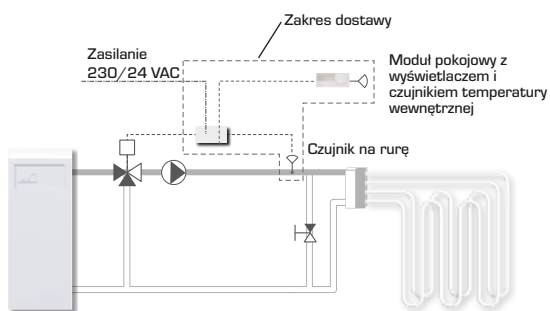 Zakres dostawy
Zasilanie
230/24 VAC
Moduł pokojowy z
wyświetlaczem i
czujnikiem temperatury
wewnętrznej
Czujnik na rurę